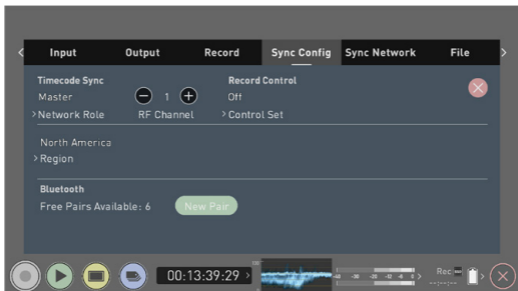 < Input Output Record Sync Config Sync Network File >
Timecode Sync Record Control
Master 1 Off
>Network Role RF Channel >Control Set
North America
>Region
Bluetooth
Free Pairs Available: 6 New Pair
00:13:39:29 > Rec
--:--:--